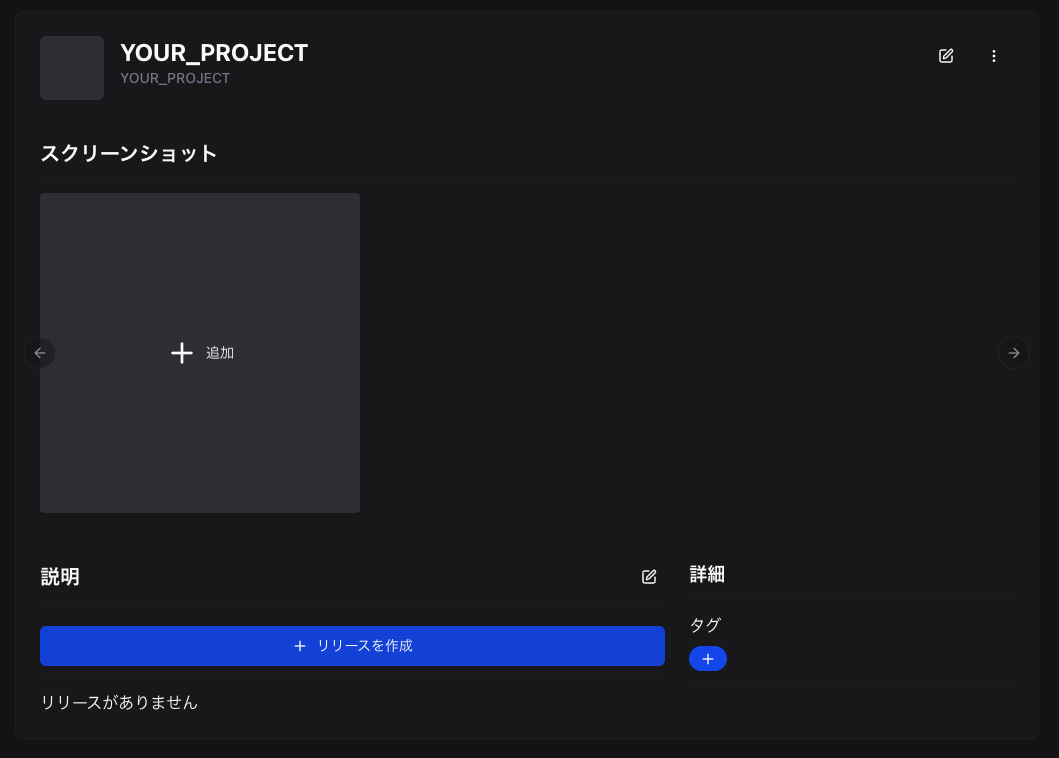 YOUR_PROJECT
YOUR_PROJECT
スクリーンショット
追加
説明
リリースを作成
リリースがありません
詳細
タグ